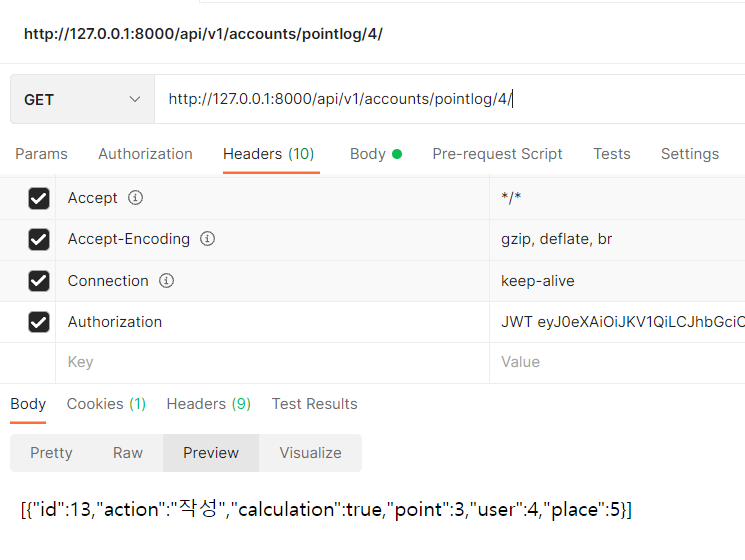 http://127.0.0.1:8000/api/v1/accounts/pointlog/4/
GET http://127.0.0.1:8000/api/v1/accounts/pointlog/4/
Params Authorization Headers (10) Body Pre-request Script Tests Settings
Accept */*
Accept-Encoding gzip, deflate, br
Connection keep-alive
Authorization JWT eyJ0eXAiOiJKV1QiLCJhbGciO
Key Value
Body Cookies (1) Headers (9) Test Results
Pretty Raw Preview Visualize
[{"id":13,"action":"작성","calculation":true,"point":3,"user":4,"place":5}]